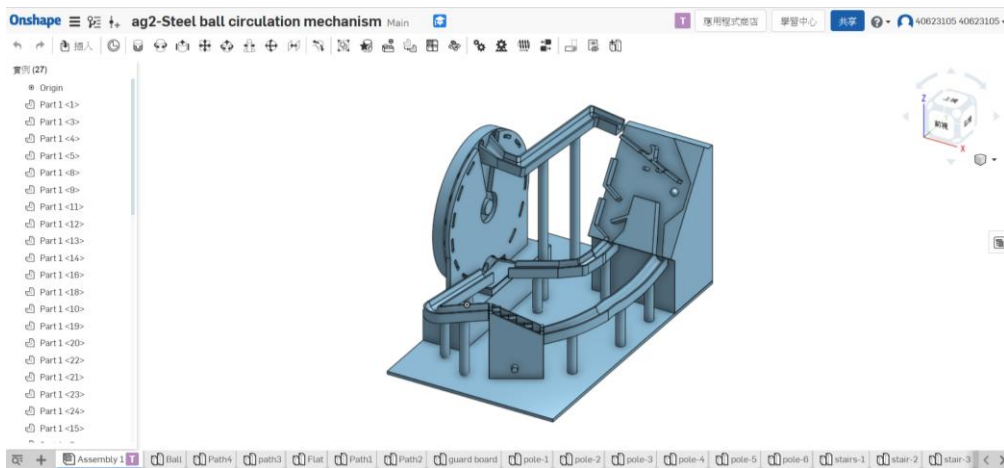 Onshape ag2-Steel ball circulation mechanism Main T 應用程式商店 學習中心 共享 40623105 40623105
插入
實例 (27)
Origin
Part 1 <1>
Part 1 <3>
Part 1 <4>
Part 1 <5>
Part 1 <8>
Part 1 <9>
Part 1 <11>
Part 1 <12>
Part 1 <13>
Part 1 <14>
Part 1 <16>
Part 1 <18>
Part 1 <10>
Part 1 <19>
Part 1 <20>
Part 1 <22>
Part 1 <21>
Part 1 <23>
Part 1 <24>
Part 1 <15>
Z
X
Assembly 1 T Ball Path4 path3 Flat Path1 Path2 guard board pole-1 pole-2 pole-3 pole-4 pole-5 pole-6 stairs-1 stair-2 stair-3